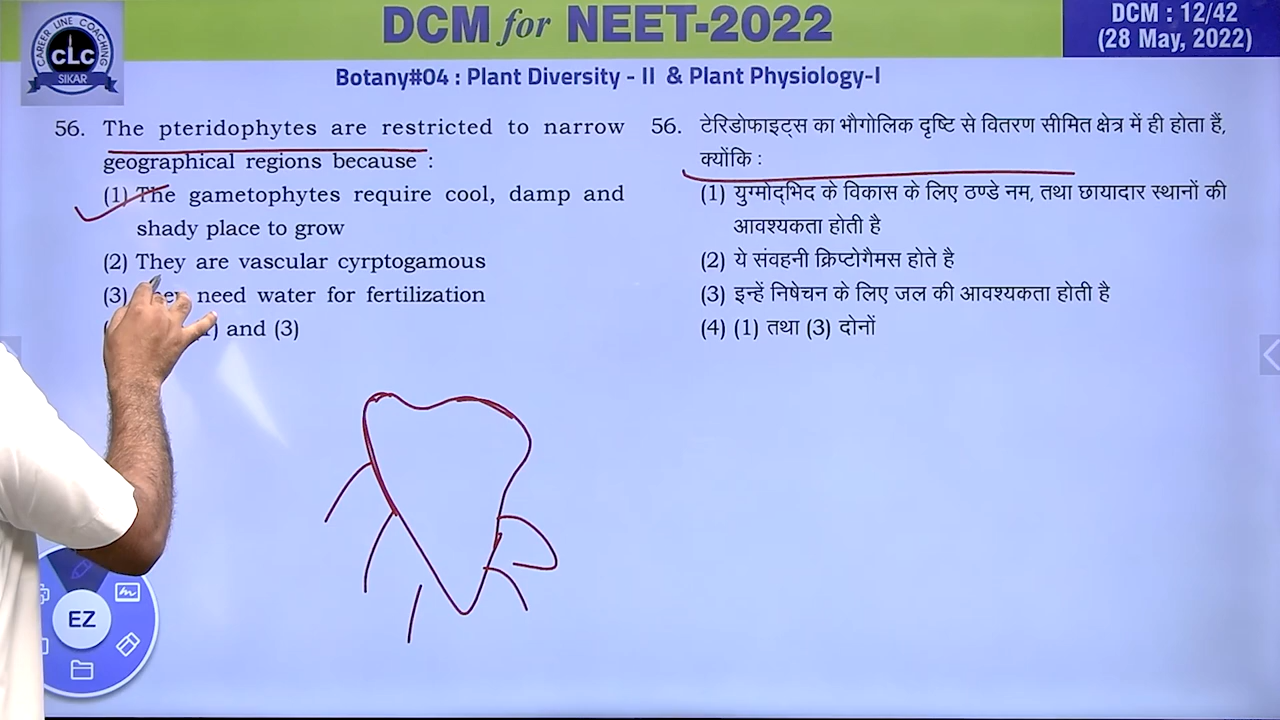 DCM for NEET-2022
DCM : 12/42
(28 May, 2022)
CAREER LINE COACHING
CLC
SIKAR
Botany#04 : Plant Diversity - II & Plant Physiology-I
56. The pteridophytes are restricted to narrow
geographical regions because :
(1) The gametophytes require cool, damp and
shady place to grow
(2) They are vascular cyrptogamous
(3) need water for fertilization
and (3)
56. टेरिडोफाइट्स का भौगोलिक दृष्टि से वितरण सीमित क्षेत्र में ही होता हैं,
क्योंकि :
(1) युग्मोद्भिद के विकास के लिए ठण्डे नम, तथा छायादार स्थानों की
आवश्यकता होती है
(2) ये संवहनी क्रिप्टोगैमस होते है
(3) इन्हें निषेचन के लिए जल की आवश्यकता होती है
(4) (1) तथा (3) दोनों
EZ